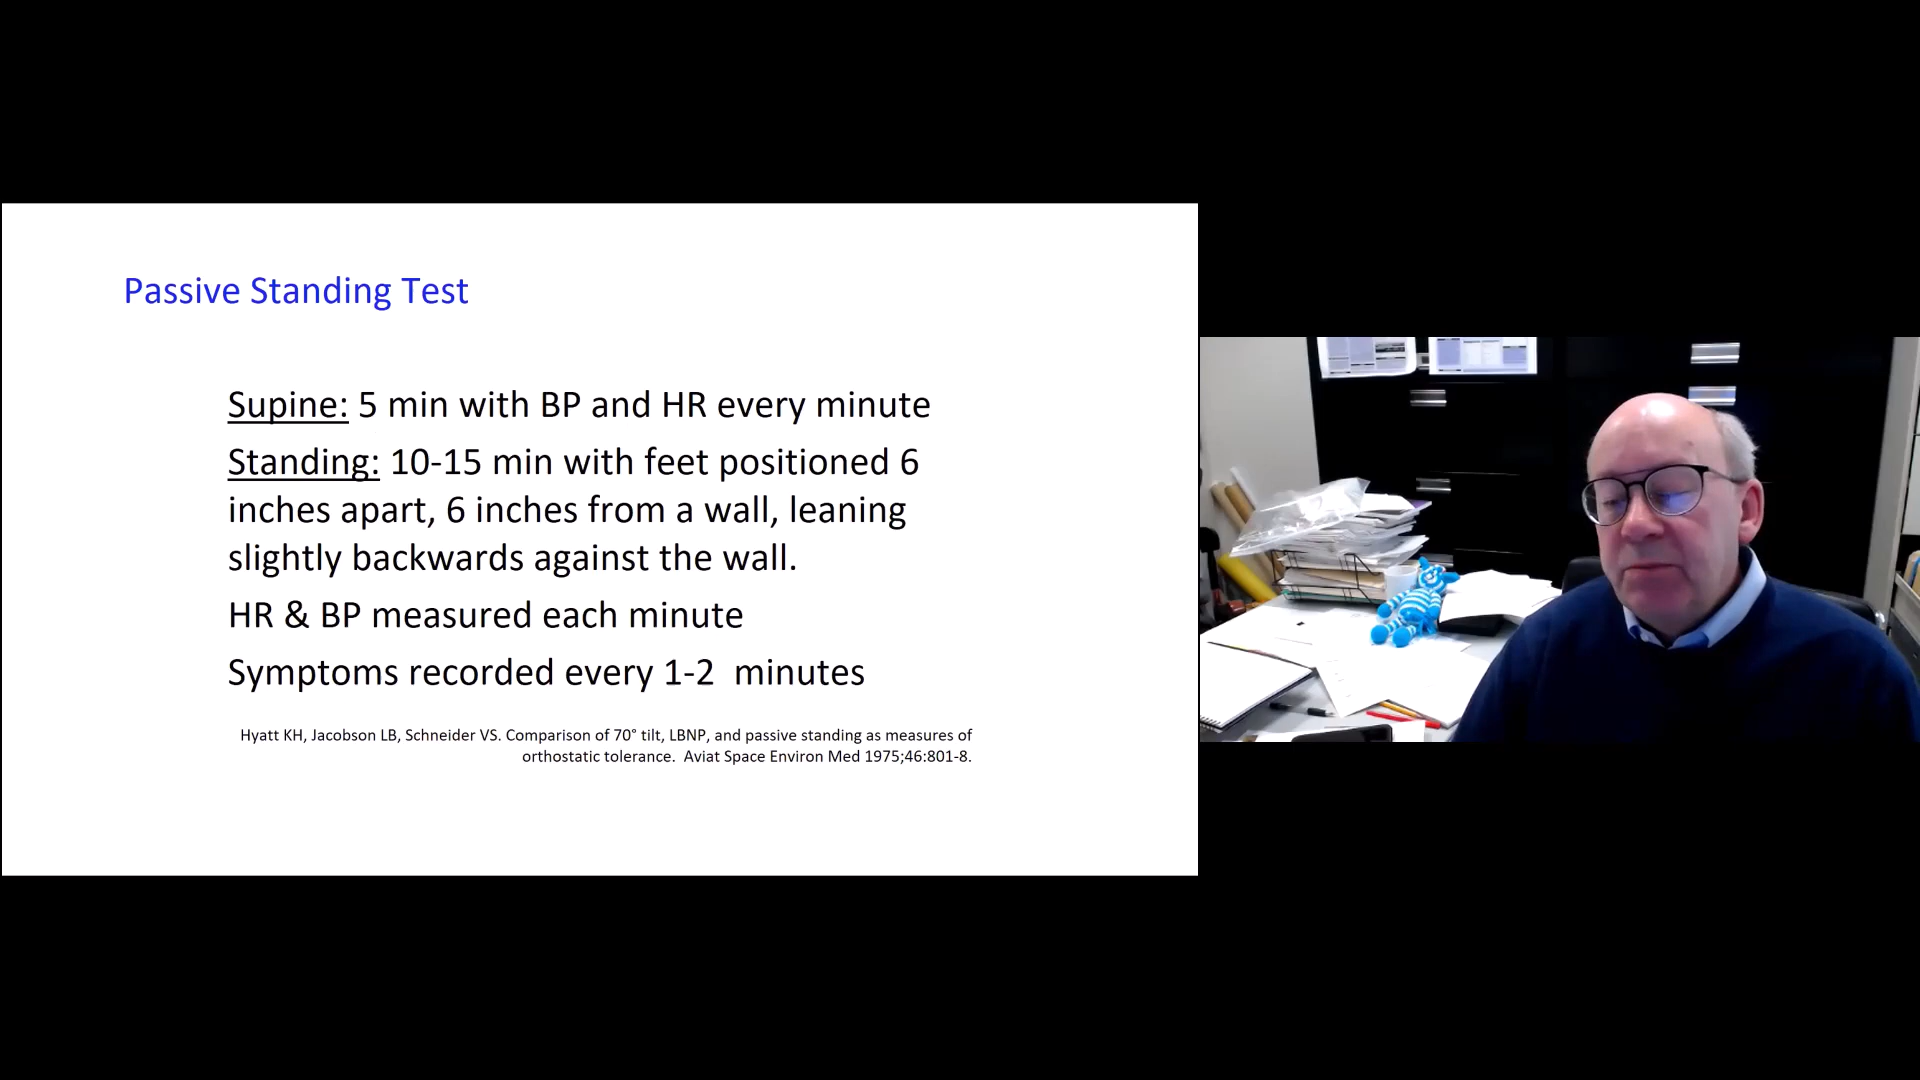 Passive Standing Test
Supine: 5 min with BP and HR every minute
Standing: 10-15 min with feet positioned 6
inches apart, 6 inches from a wall, leaning
slightly backwards against the wall.
HR & BP measured each minute
Symptoms recorded every 1-2  minutes
Hyatt KH, Jacobson LB, Schneider VS. Comparison of 70° tilt, LBNP, and passive standing as measures of
orthostatic tolerance.  Aviat Space Environ Med 1975;46:801-8.